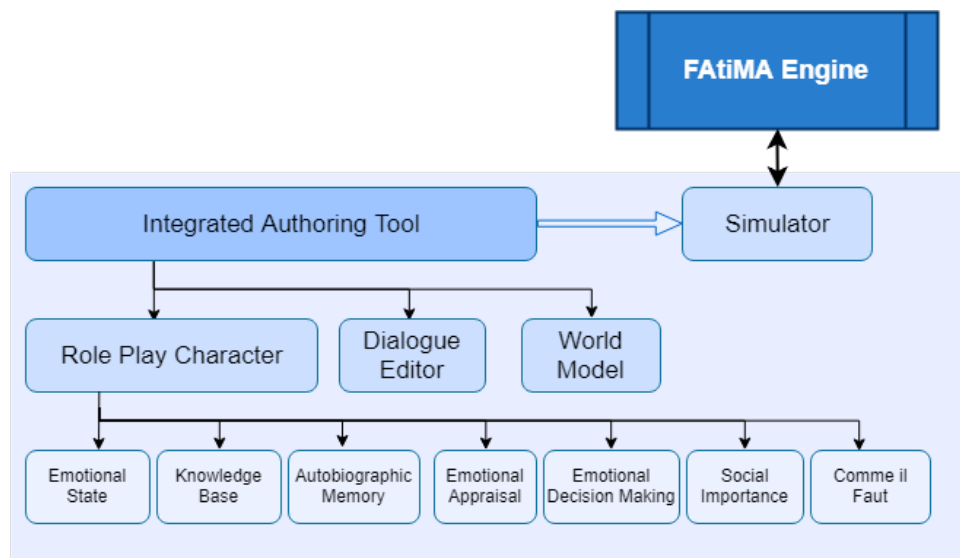 FAtiMA Engine
Integrated Authoring Tool
Simulator
Role Play Character
Dialogue
Editor
World
Model
Emotional
State
Knowledge
Base
Autobiographic
Memory
Emotional
Appraisal
Emotional
Decision Making
Social
Importance
Comme il
Faut